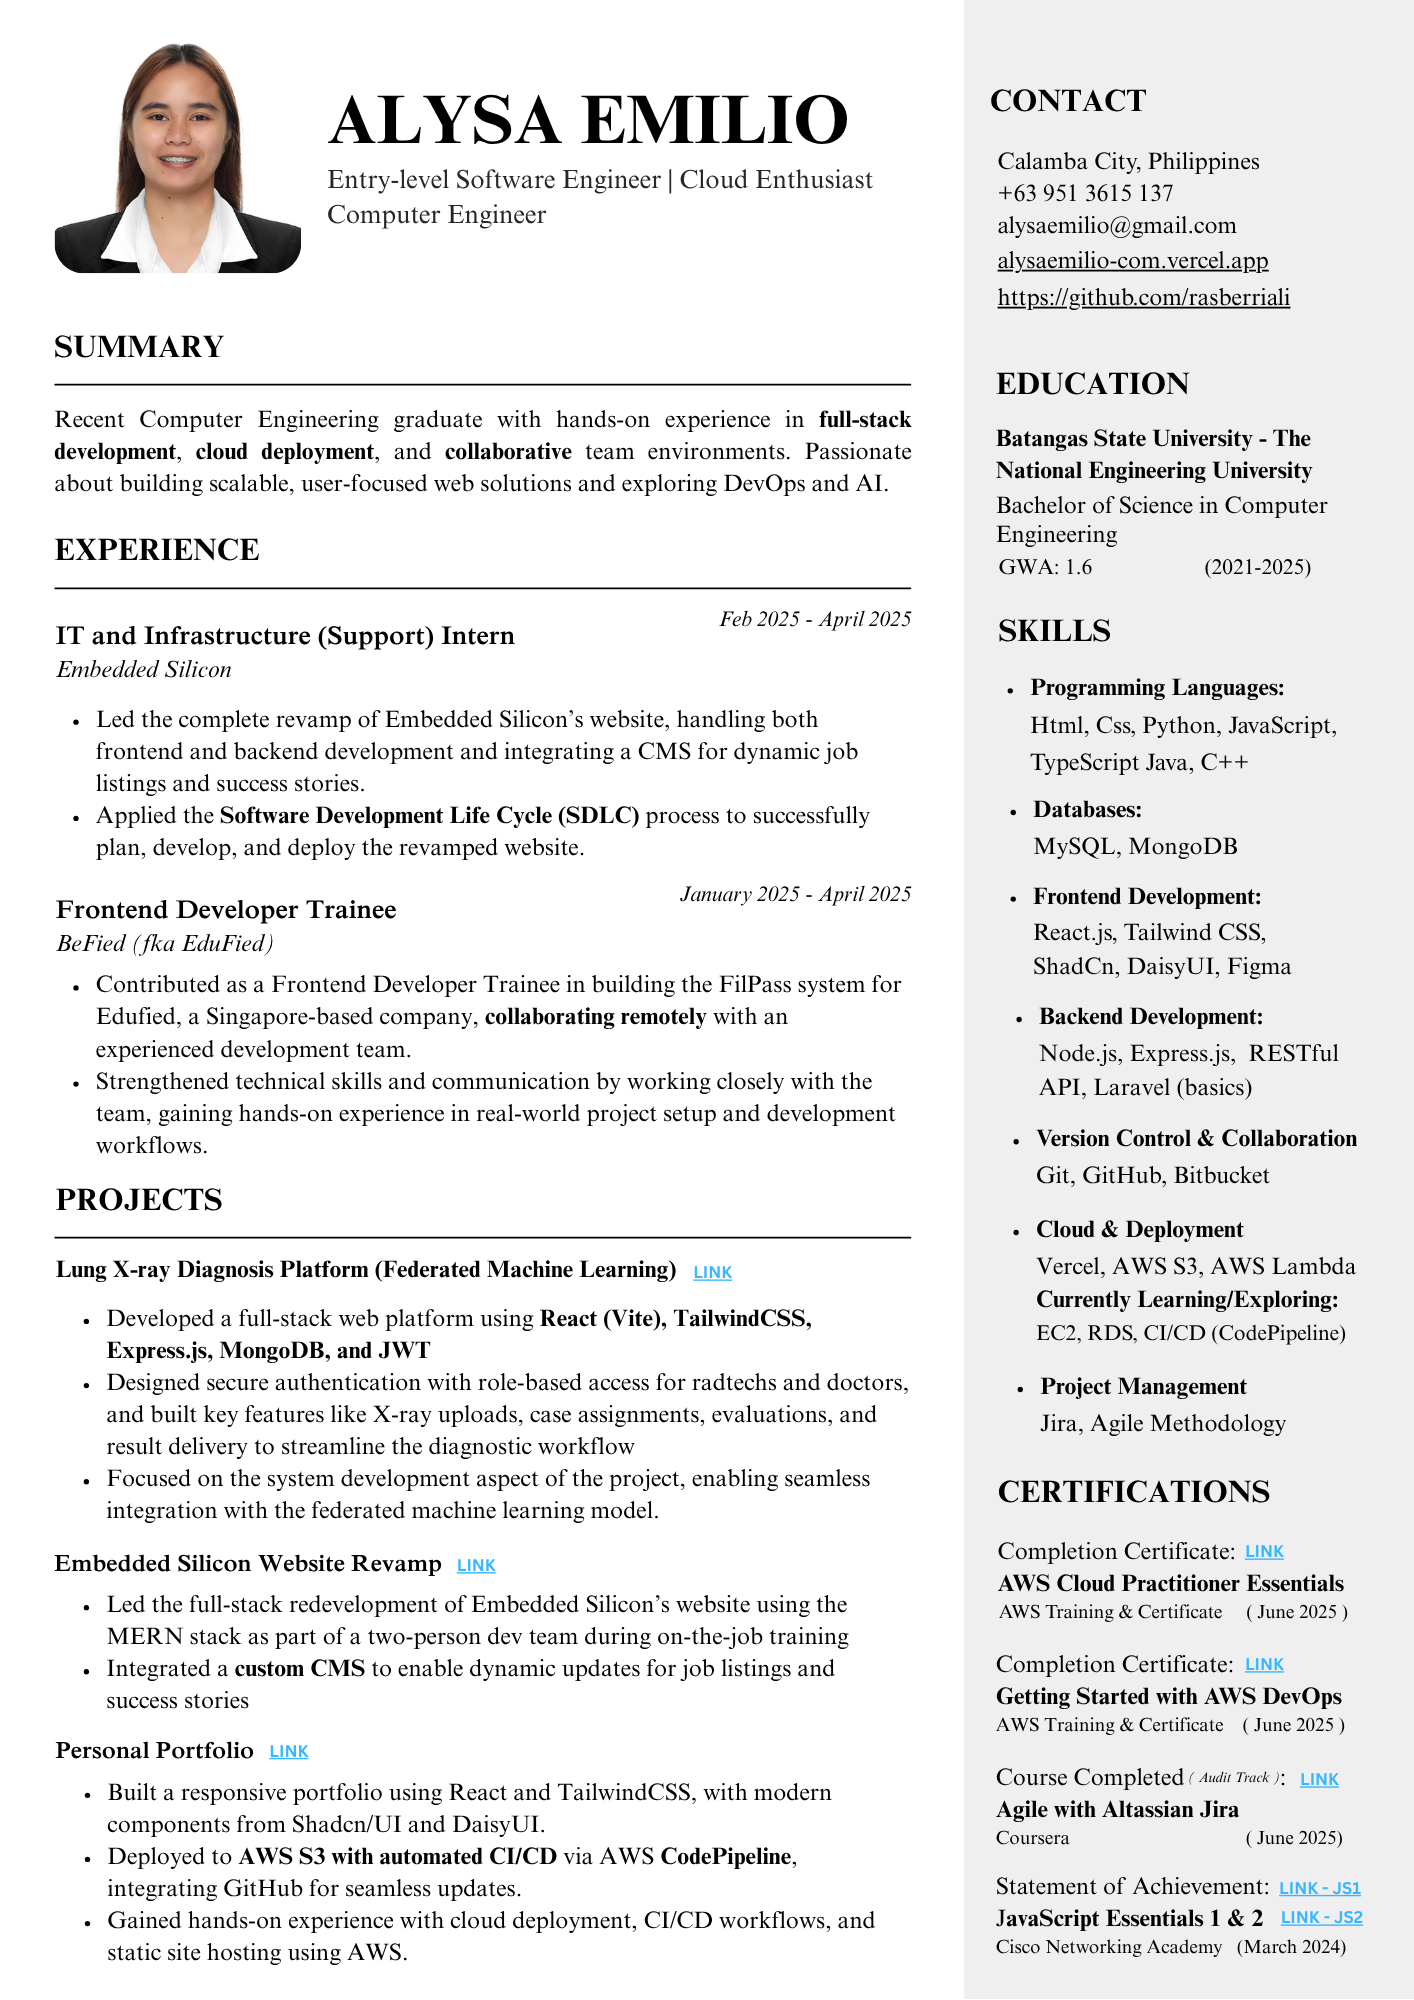 ALYSA EMILIO
Entry-level Software Engineer | Cloud Enthusiast
Computer Engineer
SUMMARY
Recent Computer Engineering graduate with hands-on experience in full-stack
development, cloud deployment, and collaborative team environments. Passionate
about building scalable, user-focused web solutions and exploring DevOps and AI.
EXPERIENCE
Feb 2025 - April 2025
IT and Infrastructure (Support) Intern
Embedded Silicon
• Led the complete revamp of Embedded Silicon’s website, handling both
frontend and backend development and integrating a CMS for dynamic job
listings and success stories.
• Applied the Software Development Life Cycle (SDLC) process to successfully
plan, develop, and deploy the revamped website.
January 2025 - April 2025
Frontend Developer Trainee
BeFied (fka EduFied)
• Contributed as a Frontend Developer Trainee in building the FilPass system for
Edufied, a Singapore-based company, collaborating remotely with an
experienced development team.
• Strengthened technical skills and communication by working closely with the
team, gaining hands-on experience in real-world project setup and development
workflows.
PROJECTS
Lung X-ray Diagnosis Platform (Federated Machine Learning) LINK
• Developed a full-stack web platform using React (Vite), TailwindCSS,
Express.js, MongoDB, and JWT
• Designed secure authentication with role-based access for radtechs and doctors,
and built key features like X-ray uploads, case assignments, evaluations, and
result delivery to streamline the diagnostic workflow
• Focused on the system development aspect of the project, enabling seamless
integration with the federated machine learning model.
Embedded Silicon Website Revamp LINK
• Led the full-stack redevelopment of Embedded Silicon’s website using the
MERN stack as part of a two-person dev team during on-the-job training
• Integrated a custom CMS to enable dynamic updates for job listings and
success stories
Personal Portfolio LINK
• Built a responsive portfolio using React and TailwindCSS, with modern
components from Shadcn/UI and DaisyUI.
• Deployed to AWS S3 with automated CI/CD via AWS CodePipeline,
integrating GitHub for seamless updates.
• Gained hands-on experience with cloud deployment, CI/CD workflows, and
static site hosting using AWS.
CONTACT
Calamba City, Philippines
+63 951 3615 137
alysaemilio@gmail.com
alysaemilio-com.vercel.app
https://github.com/rasberriali
EDUCATION
Batangas State University - The
National Engineering University
Bachelor of Science in Computer
Engineering
GWA: 1.6 (2021-2025)
SKILLS
• Programming Languages:
Html, Css, Python, JavaScript,
TypeScript Java, C++
• Databases:
MySQL, MongoDB
• Frontend Development:
React.js, Tailwind CSS,
ShadCn, DaisyUI, Figma
• Backend Development:
Node.js, Express.js, RESTful
API, Laravel (basics)
• Version Control & Collaboration
Git, GitHub, Bitbucket
• Cloud & Deployment
Vercel, AWS S3, AWS Lambda
Currently Learning/Exploring:
EC2, RDS, CI/CD (CodePipeline)
• Project Management
Jira, Agile Methodology
CERTIFICATIONS
Completion Certificate: LINK
AWS Cloud Practitioner Essentials
AWS Training & Certificate ( June 2025 )
Completion Certificate: LINK
Getting Started with AWS DevOps
AWS Training & Certificate ( June 2025 )
Course Completed ( Audit Track ): LINK
Agile with Altassian Jira
Coursera ( June 2025)
Statement of Achievement: LINK - JS1
JavaScript Essentials 1 & 2 LINK - JS2
Cisco Networking Academy (March 2024)